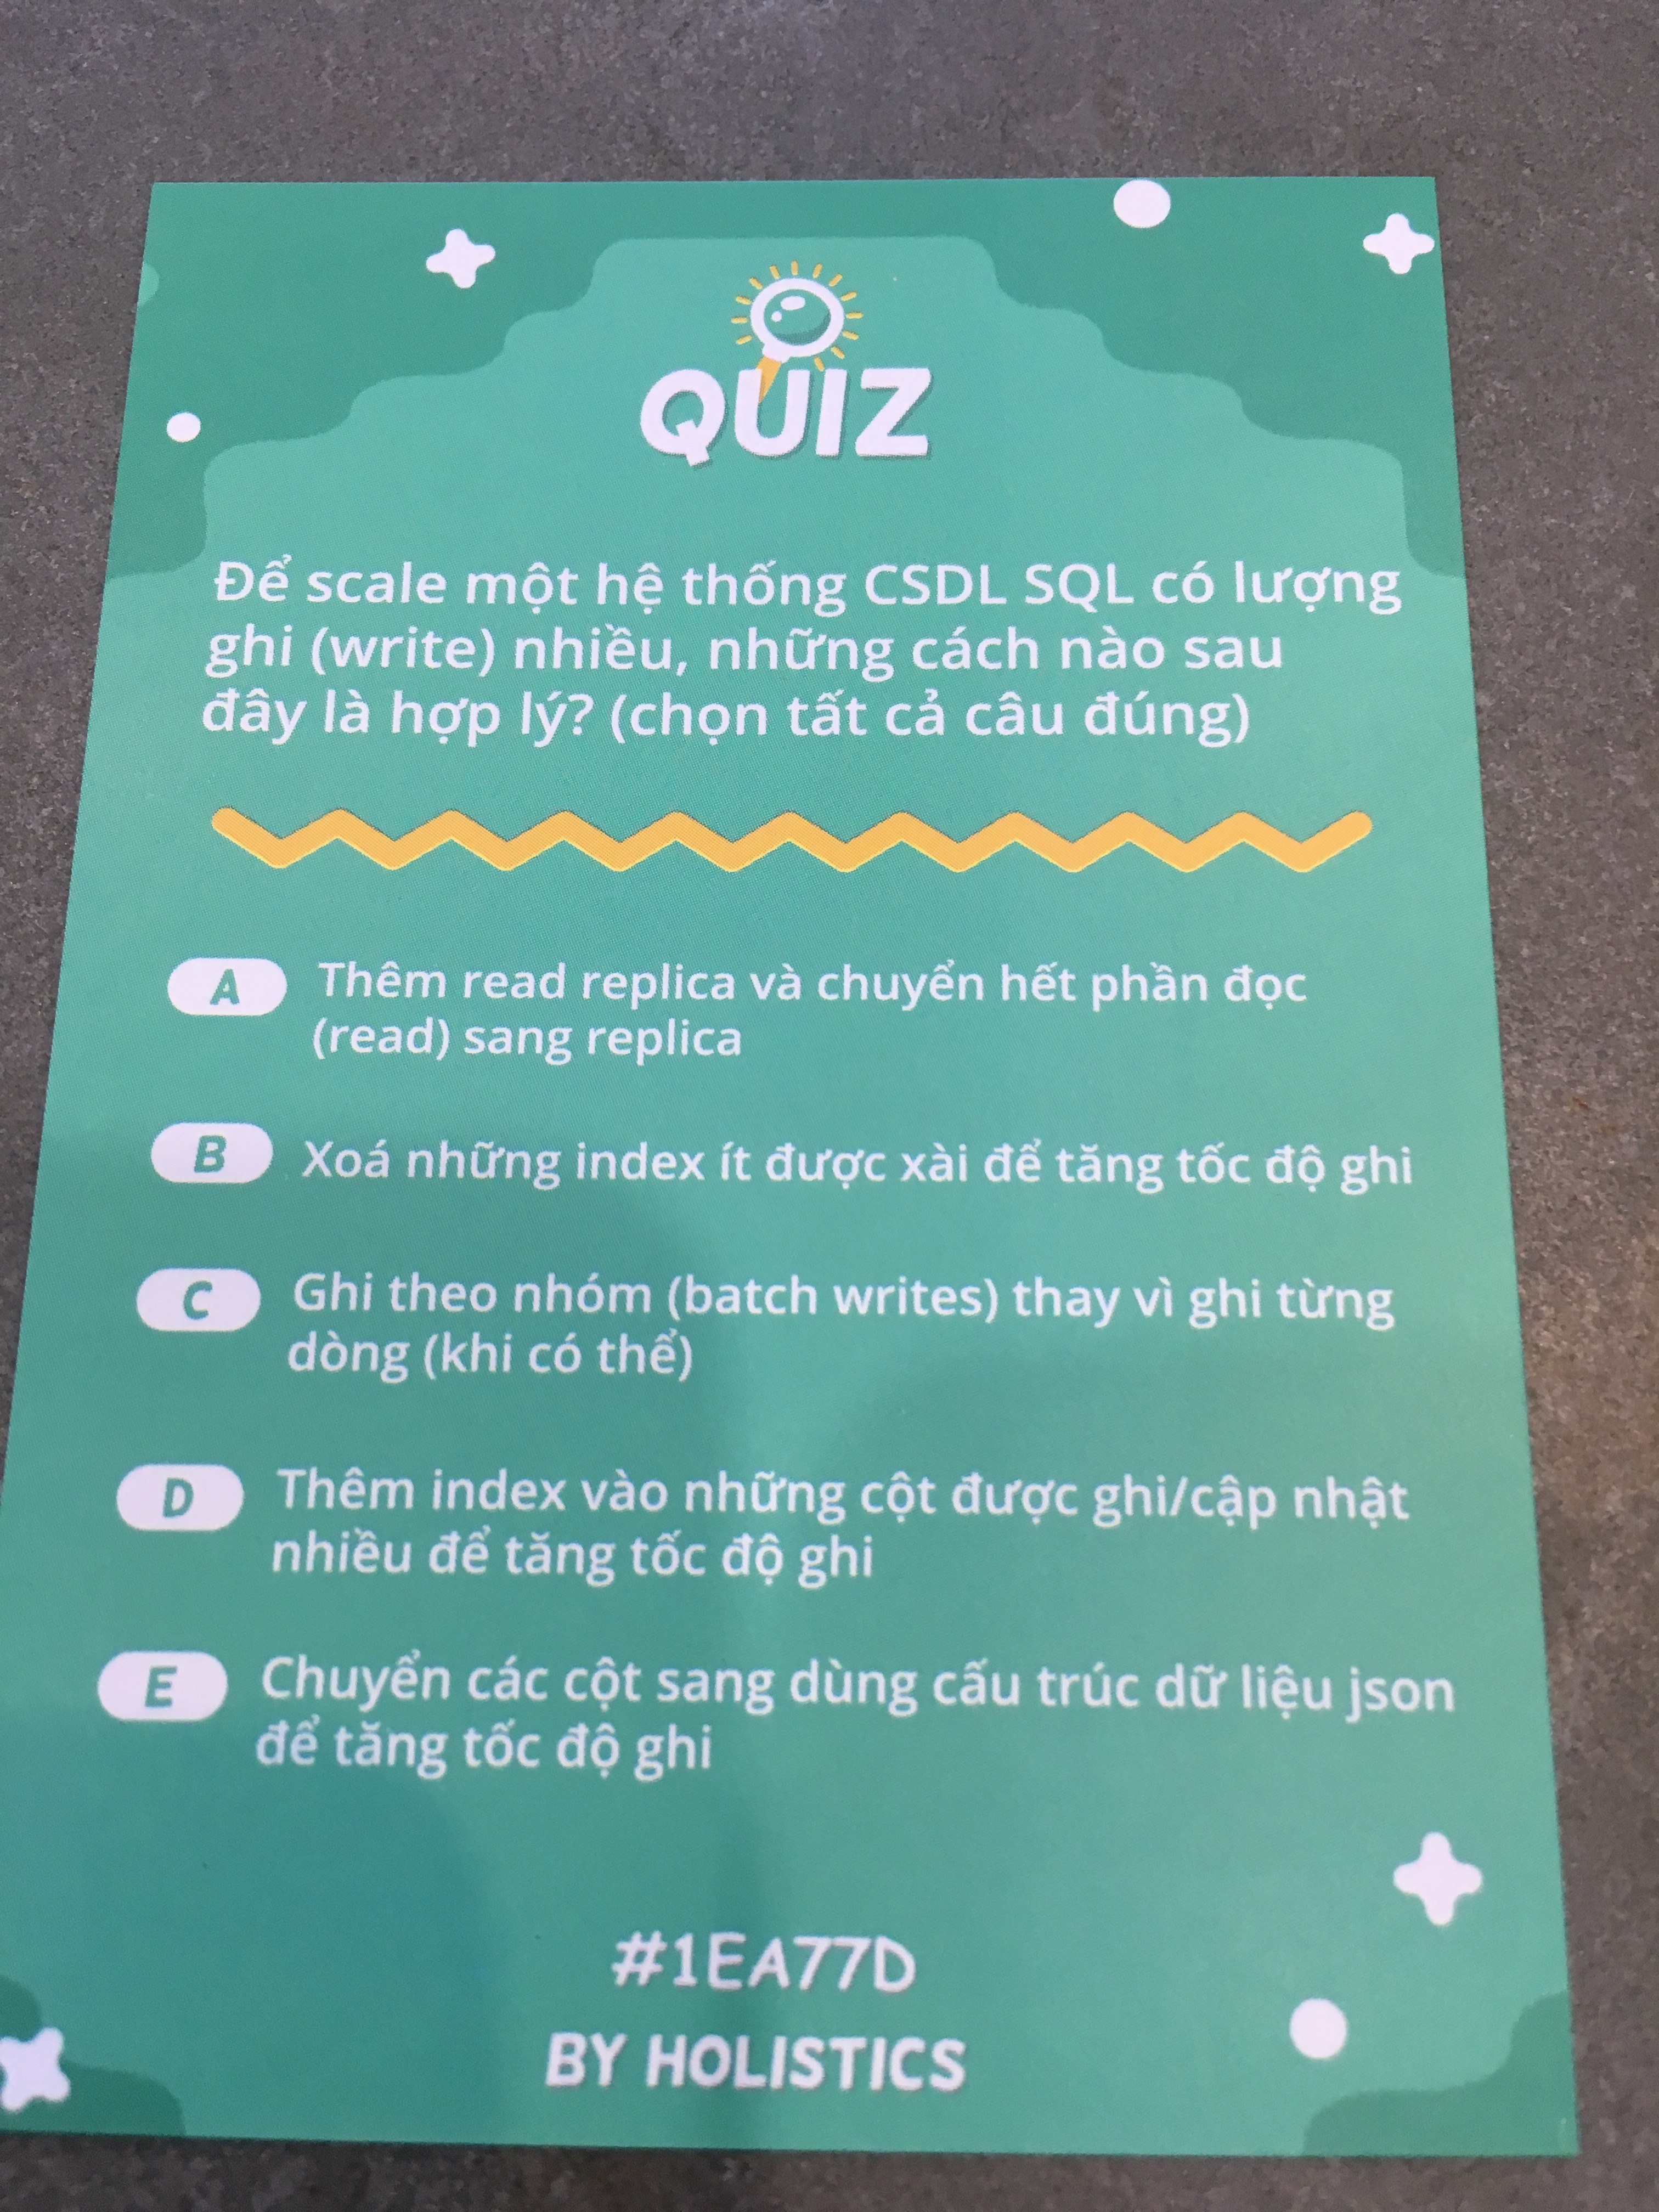 QUIZ
Để scale một hệ thống CSDL SQL có lượng
ghi (write) nhiều, những cách nào sau
đây là hợp lý? (chọn tất cả câu đúng)
A Thêm read replica và chuyển hết phần đọc
(read) sang replica
B Xoá những index ít được xài để tăng tốc độ ghi
C Ghi theo nhóm (batch writes) thay vì ghi từng
dòng (khi có thể)
D Thêm index vào những cột được ghi/cập nhật
nhiều để tăng tốc độ ghi
E Chuyển các cột sang dùng cấu trúc dữ liệu json
để tăng tốc độ ghi
#1EA77D
BY HOLISTICS